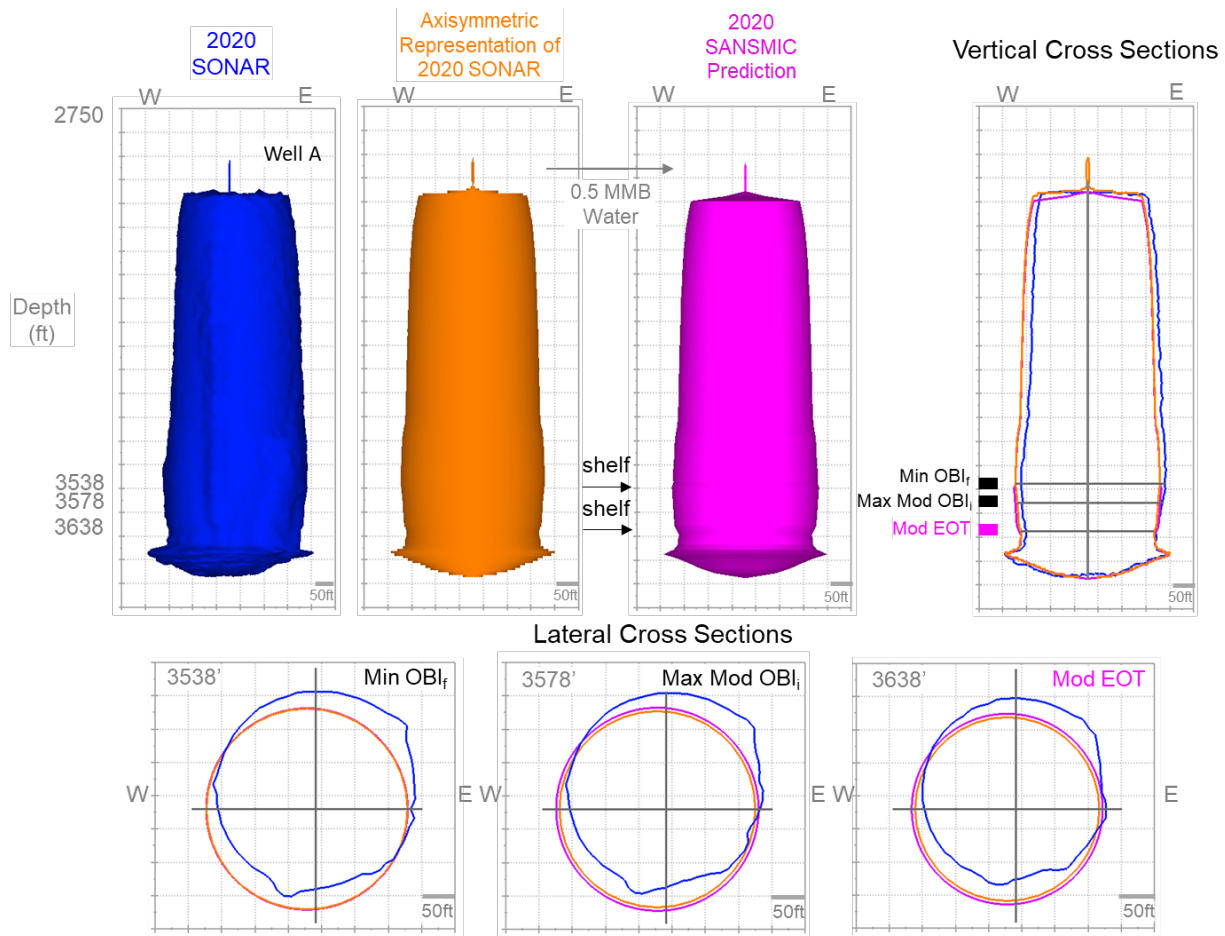 2020
SONAR
Axisymmetric
Representation of
2020 SONAR
2020
SANSMIC
Prediction
Vertical Cross Sections
W
E
W
E
W
E
W
E
2750
Well A
0.5 MMB
Water
Depth
(ft)
shelf
shelf
3538
3578
3638
Min OBIf
Max Mod OBIi
Mod EOT
50ft
50ft
50ft
50ft
Lateral Cross Sections
3538’
Min OBIf
W
E
50ft
3578’
Max Mod OBIi
W
E
50ft
3638’
Mod EOT
W
E
50ft